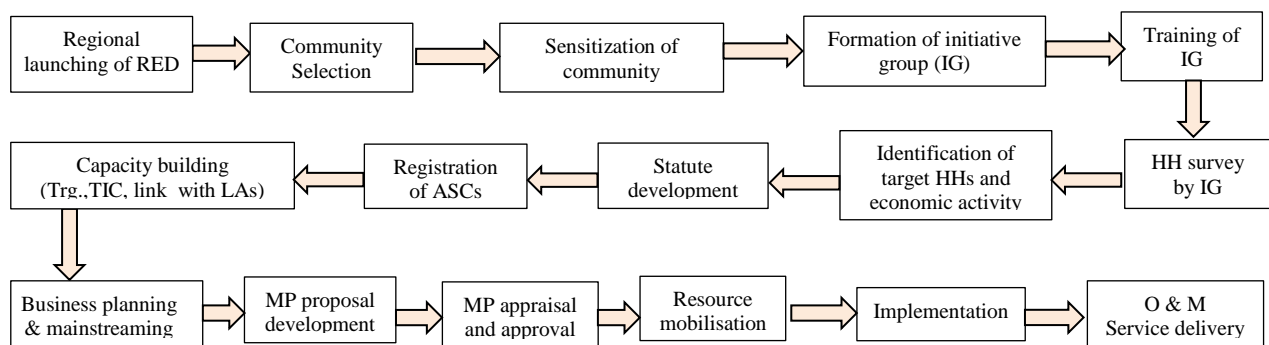 Regional
launching of RED
Community
Selection
Sensitization of
community
Formation of initiative
group (IG)
Training of
IG
HH survey
by IG
Identification of
target HHs and
economic activity
Statute
development
Registration
of ASCs
Capacity building
(Trg.,TIC, link with LAs)
Business planning
& mainstreaming
MP proposal
development
MP appraisal
and approval
Resource
mobilisation
Implementation
O & M
Service delivery